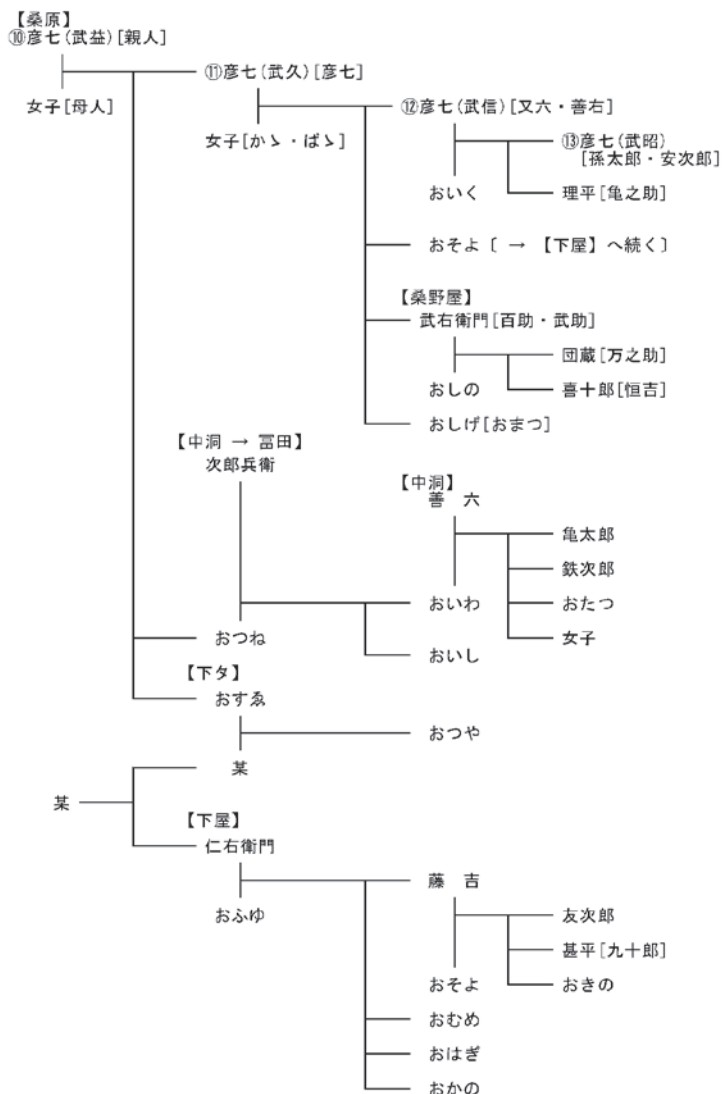 【桑原】
⑩彦七(武益)[親人]
女子[母人]
⑪彦七(武久)[彦七]
女子[かゝ・ばゝ]
⑫彦七(武信)[又六・善右]
おいく
⑬彦七(武昭)
[孫太郎・安次郎]
理平[亀之助]
おそよ〔 → 【下屋】へ続く〕
【桑野屋】
武右衛門[百助・武助]
おしの
団蔵[万之助]
喜十郎[恒吉]
おしげ[おまつ]
【中洞 → 冨田】
次郎兵衛
おつね
【中洞】
善 六
おいわ
亀太郎
鉄次郎
おたつ
女子
おいし
【下タ】
おすゑ
某
おつや
某
【下屋】
仁右衛門
おふゆ
藤 吉
おそよ
友次郎
甚平[九十郎]
おきの
おむめ
おはぎ
おかの